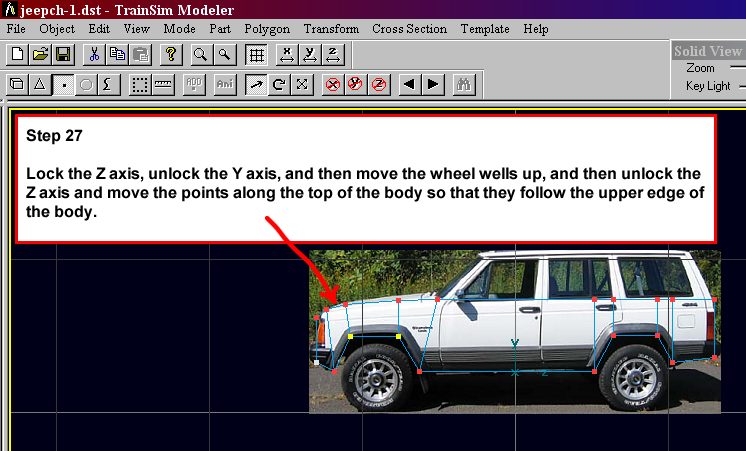 jeepch-1.dst - TrainSim Modeler
File Object Edit View Mode Part Polygon Transform Cross Section Template Help
x y z
Solid View
Zoom
Key Light
ADD Ani
x y z
Step 27
Lock the Z axis, unlock the Y axis, and then move the wheel wells up, and then unlock the
Z axis and move the points along the top of the body so that they follow the upper edge of
the body.
Y
X Z